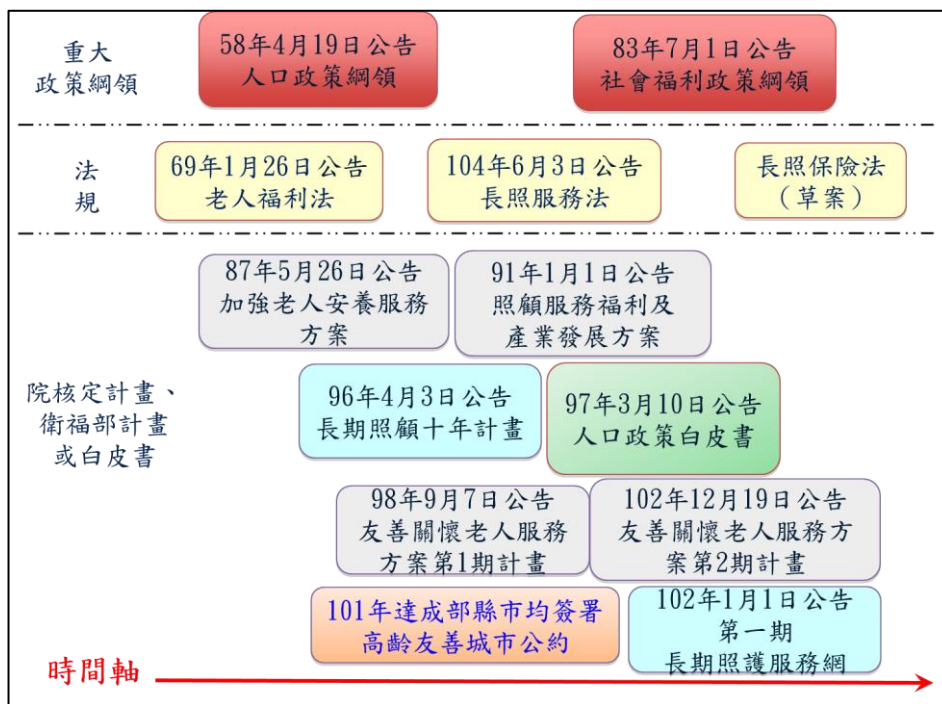 重大
政策綱領
58年4月19日公告
人口政策綱領
83年7月1日公告
社會福利政策綱領
法
規
69年1月26日公告
老人福利法
104年6月3日公告
長照服務法
長照保險法
（草案）
院核定計畫、
衛福部計畫
或白皮書
87年5月26日公告
加強老人安養服務
方案
91年1月1日公告
照顧服務福利及
產業發展方案
96年4月3日公告
長期照顧十年計畫
97年3月10日公告
人口政策白皮書
98年9月7日公告
友善關懷老人服務
方案第1期計畫
102年12月19日公告
友善關懷老人服務方
案第2期計畫
101年達成部縣市均簽署
高齡友善城市公約
102年1月1日公告
第一期
長期照護服務網
時間軸